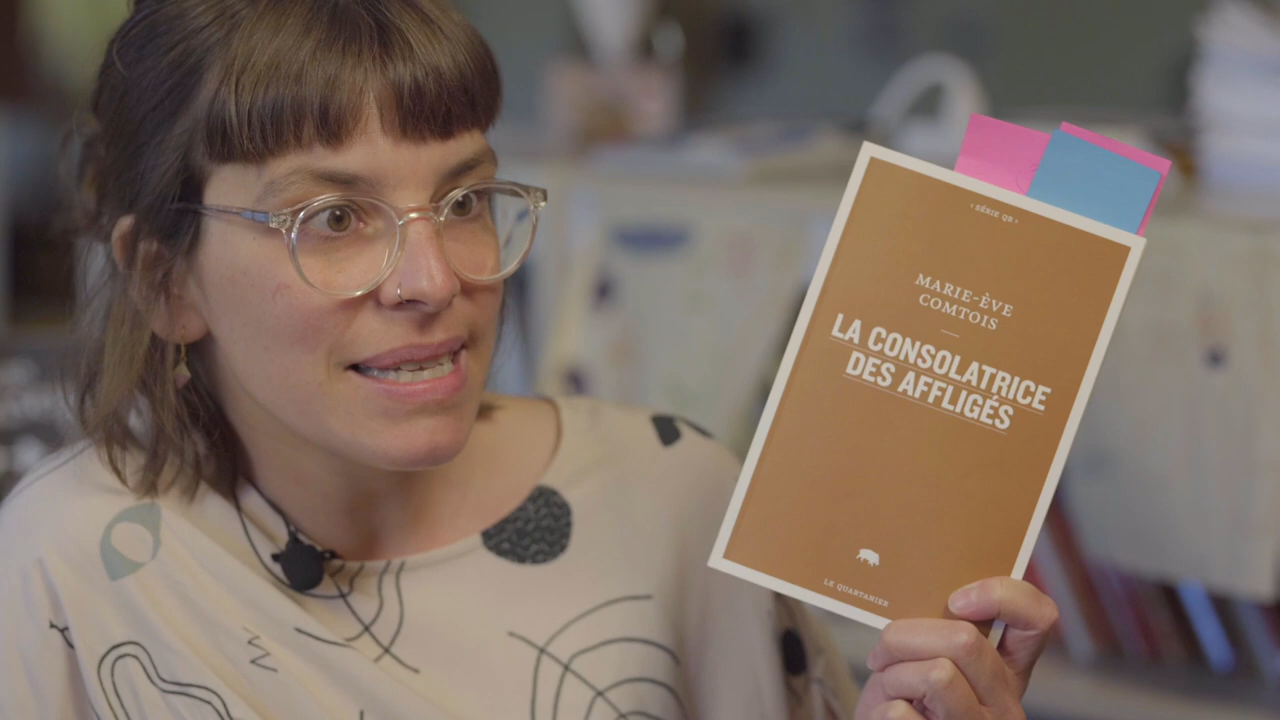 ‹ SÉRIE QR ›
MARIE-ÈVE
COMTOIS
LA CONSOLATRICE
DES AFFLIGÉS
LE QUARTANIER